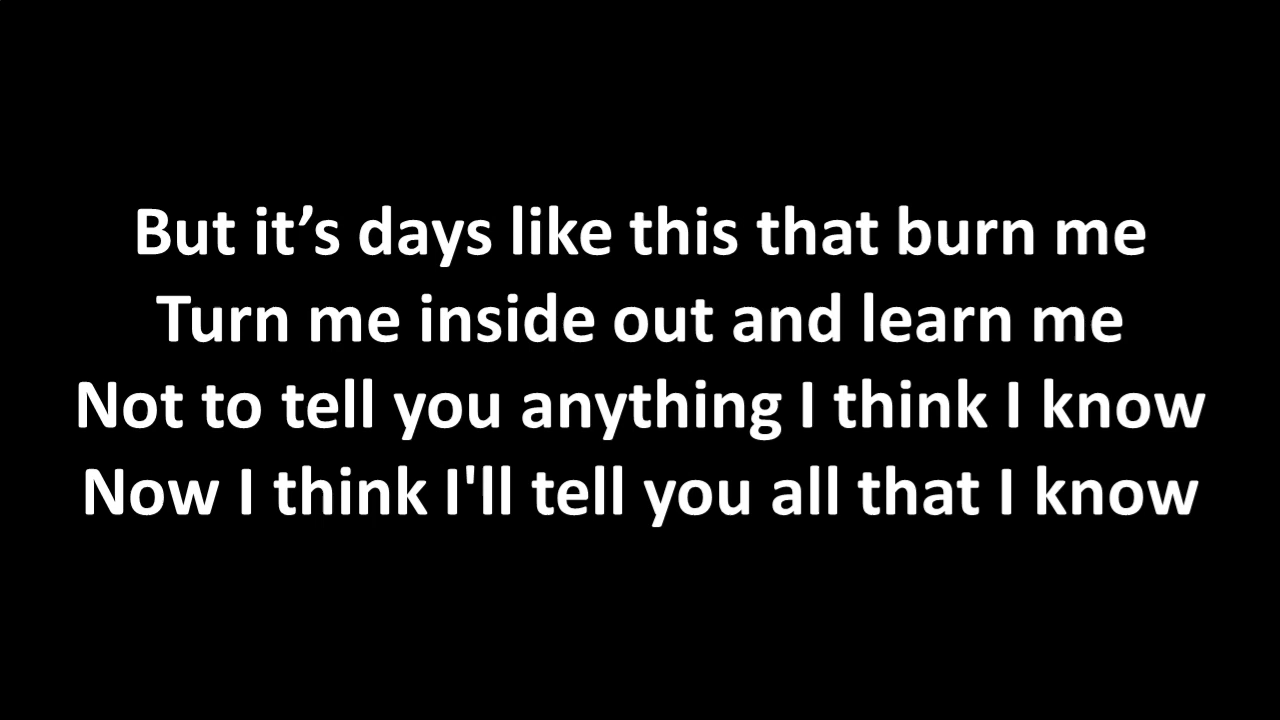 But it’s days like this that burn me
Turn me inside out and learn me
Not to tell you anything I think I know
Now I think I'll tell you all that I know